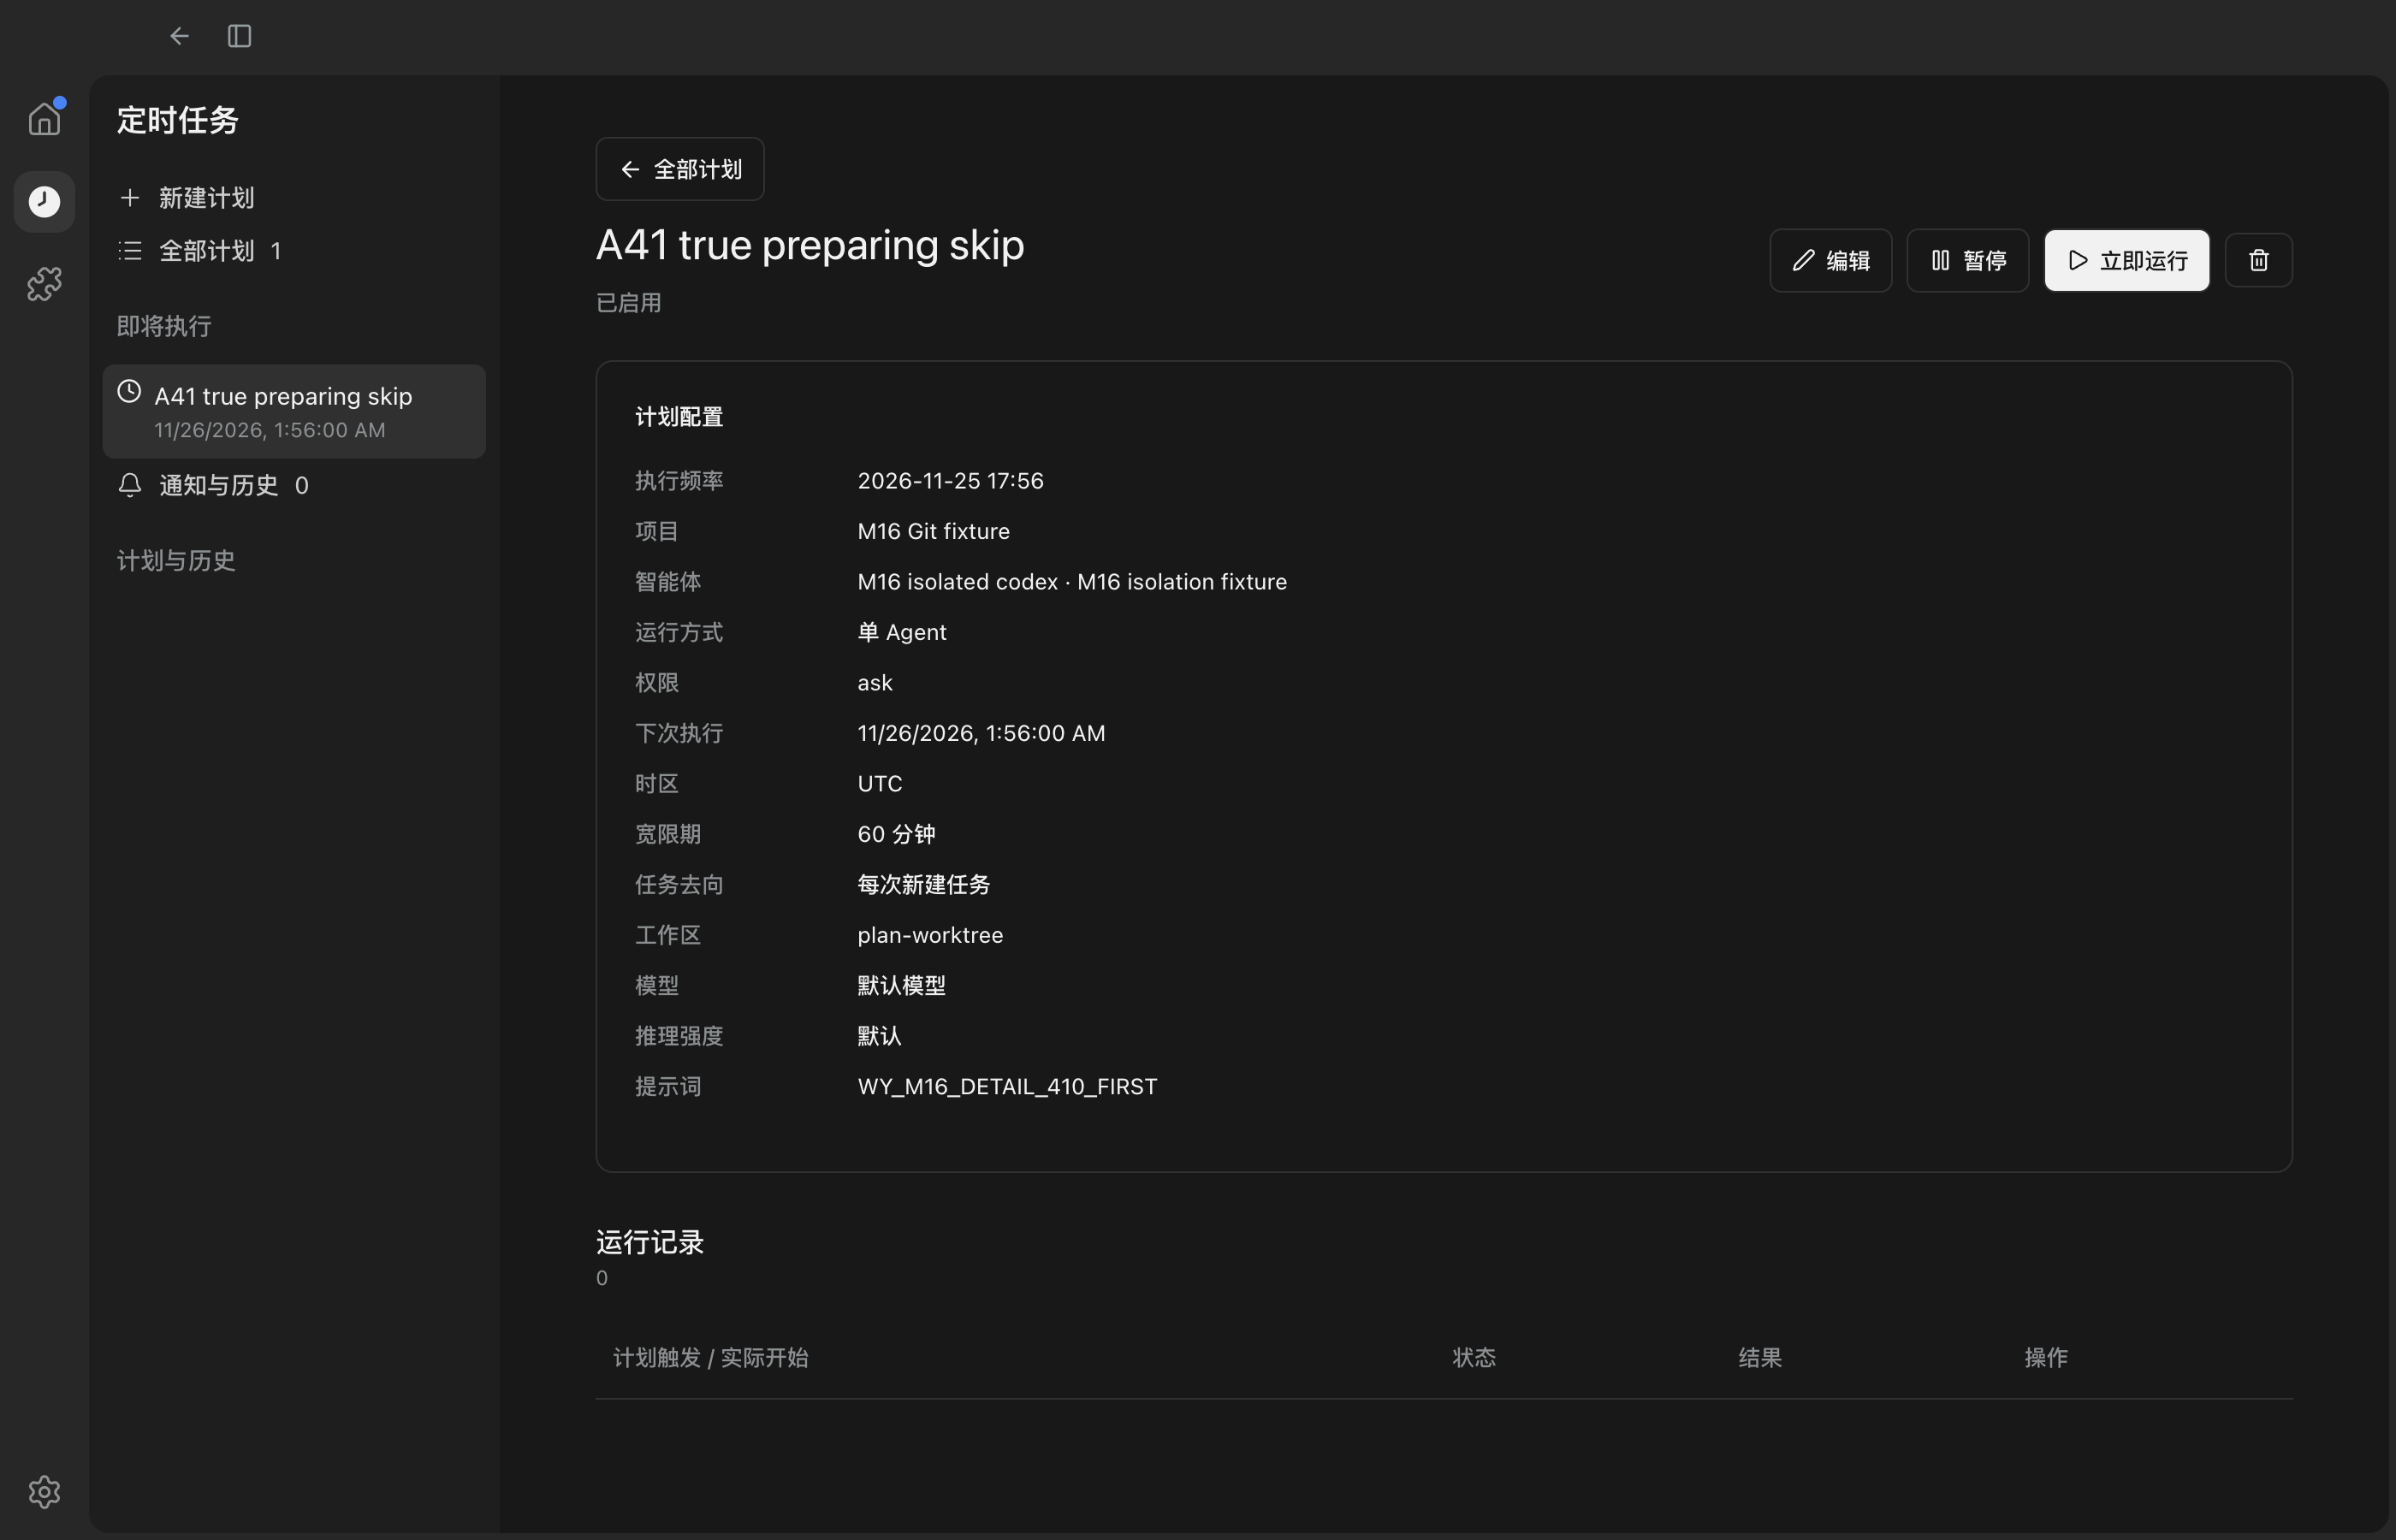 定时任务
新建计划
全部计划 1
即将执行
A41 true preparing skip
11/26/2026, 1:56:00 AM
通知与历史 0
计划与历史
全部计划
A41 true preparing skip
已启用
编辑
暂停
立即运行
计划配置
执行频率 2026-11-25 17:56
项目 M16 Git fixture
智能体 M16 isolated codex · M16 isolation fixture
运行方式 单 Agent
权限 ask
下次执行 11/26/2026, 1:56:00 AM
时区 UTC
宽限期 60 分钟
任务去向 每次新建任务
工作区 plan-worktree
模型 默认模型
推理强度 默认
提示词 WY_M16_DETAIL_410_FIRST
运行记录
0
计划触发 / 实际开始 状态 结果 操作